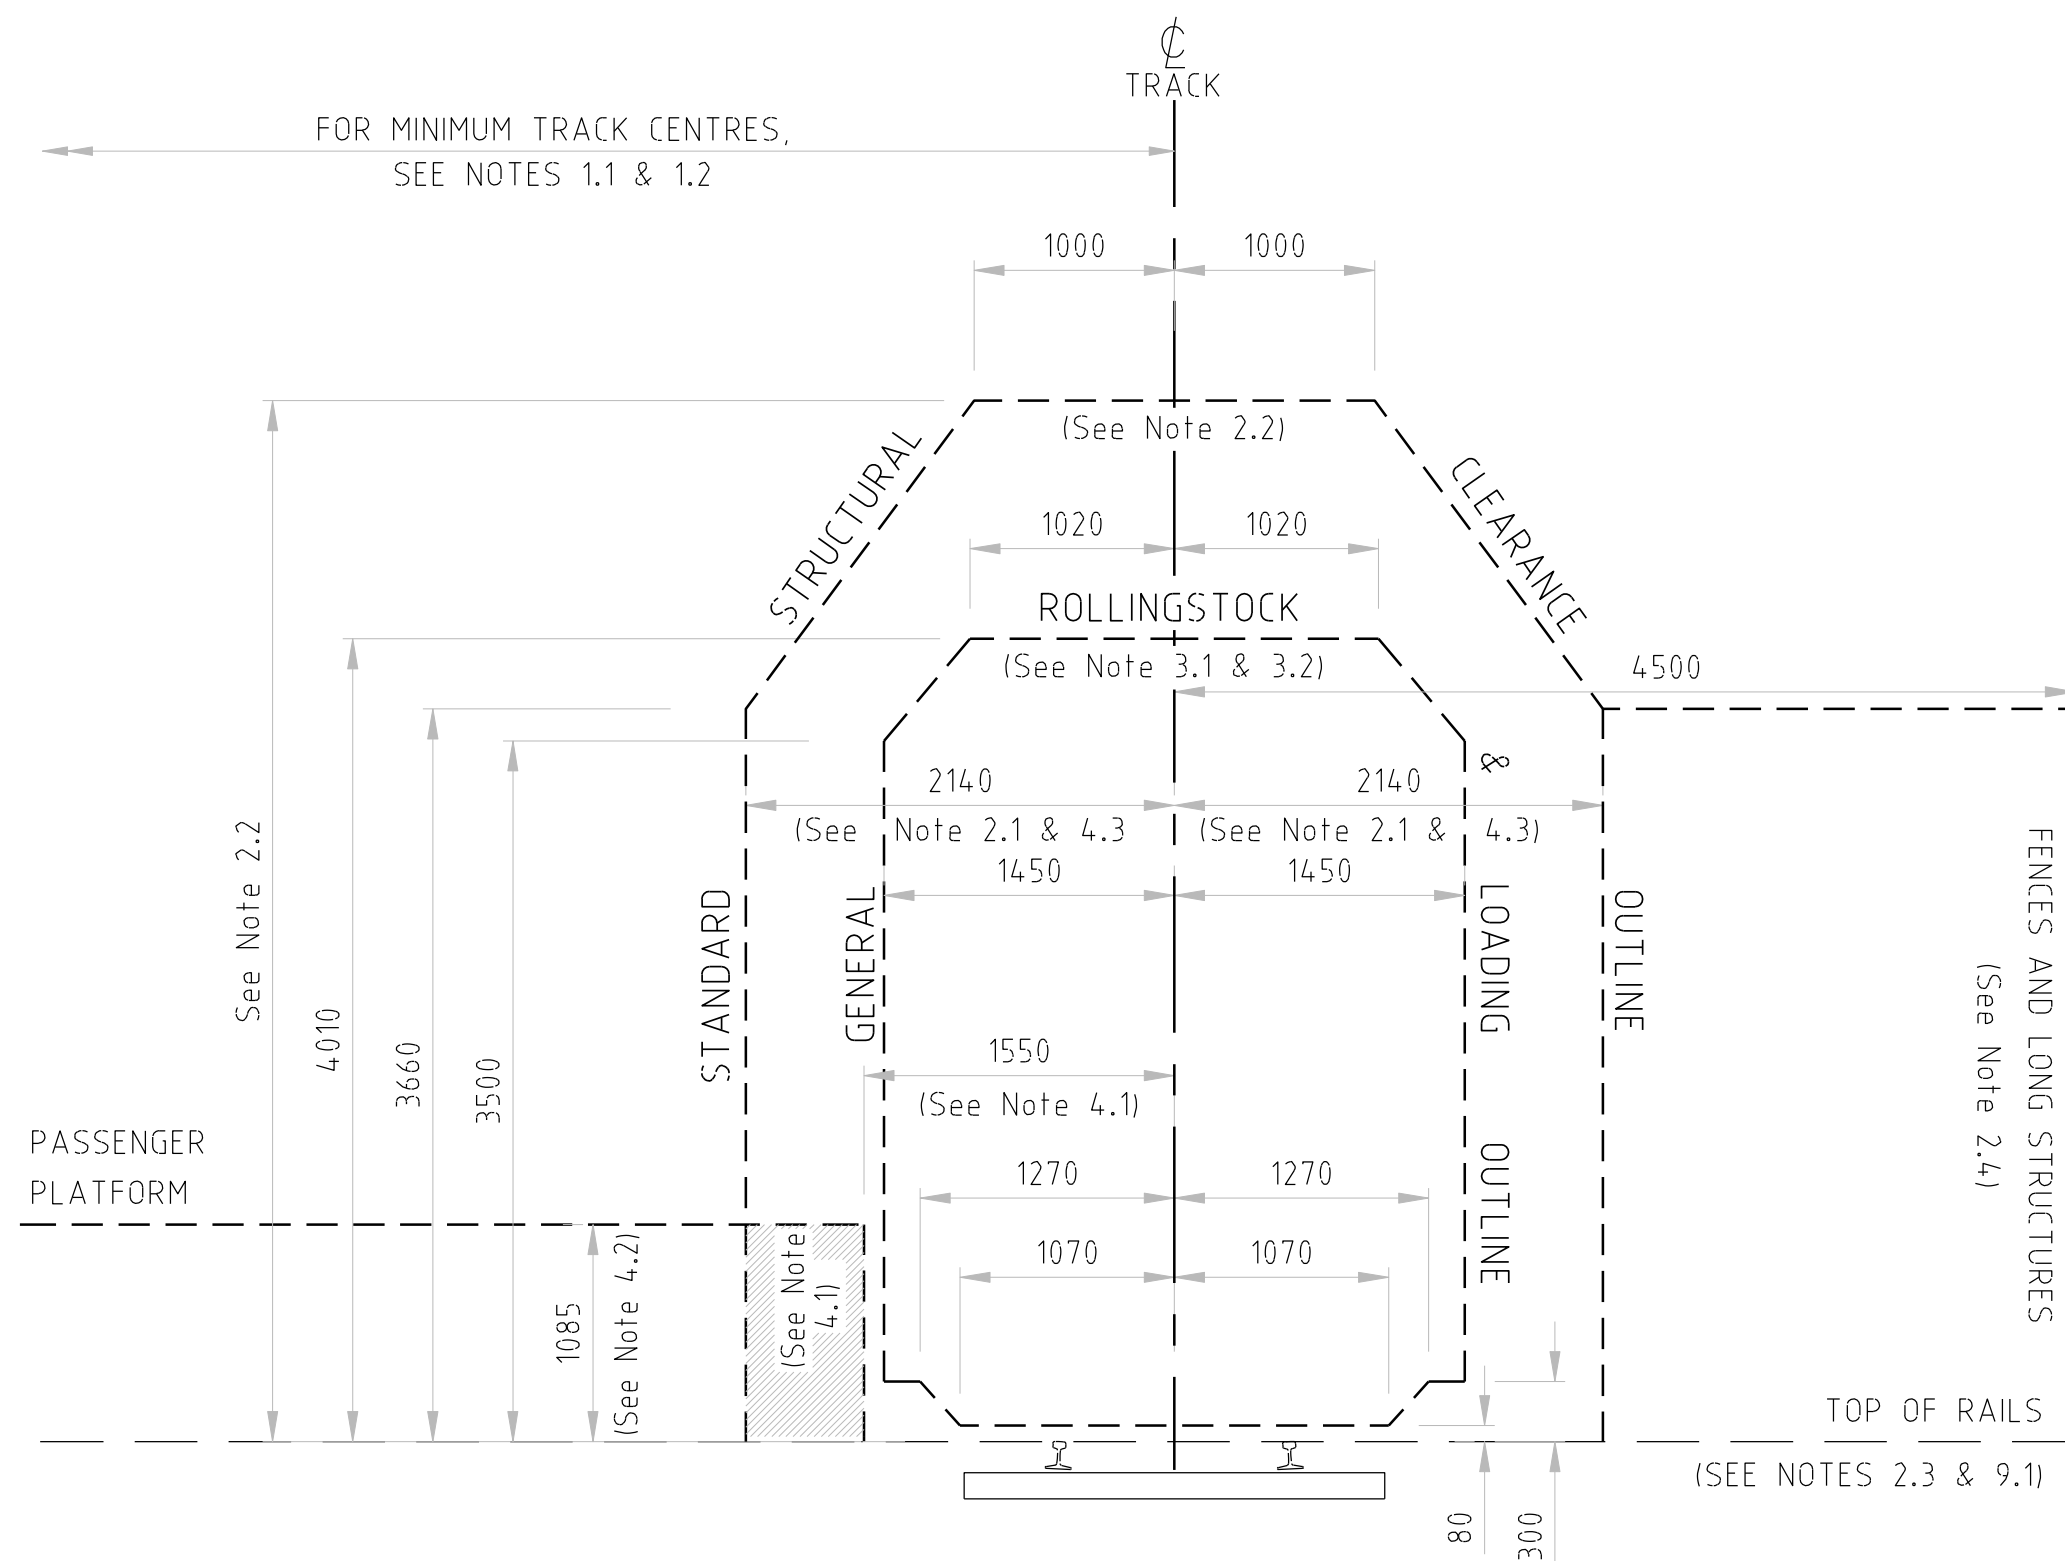 ℄
TRACK
FOR MINIMUM TRACK CENTRES,
SEE NOTES 1.1 & 1.2
1000
1000
(See Note 2.2)
STRUCTURAL
CLEARANCE
1020
1020
ROLLINGSTOCK
(See Note 3.1 & 3.2)
4500
2140
2140
(See Note 2.1 & 4.3
(See Note 2.1 & 4.3)
1450
1450
See Note 2.2
4010
3660
3500
STANDARD
GENERAL
&
LOADING
OUTLINE
OUTLINE
FENCES AND LONG STRUCTURES
(See Note 2.4)
1550
(See Note 4.1)
PASSENGER
PLATFORM
1270
1270
1070
1070
1085
(See Note 4.2)
(See Note
4.1)
TOP OF RAILS
(SEE NOTES 2.3 & 9.1)
80
300